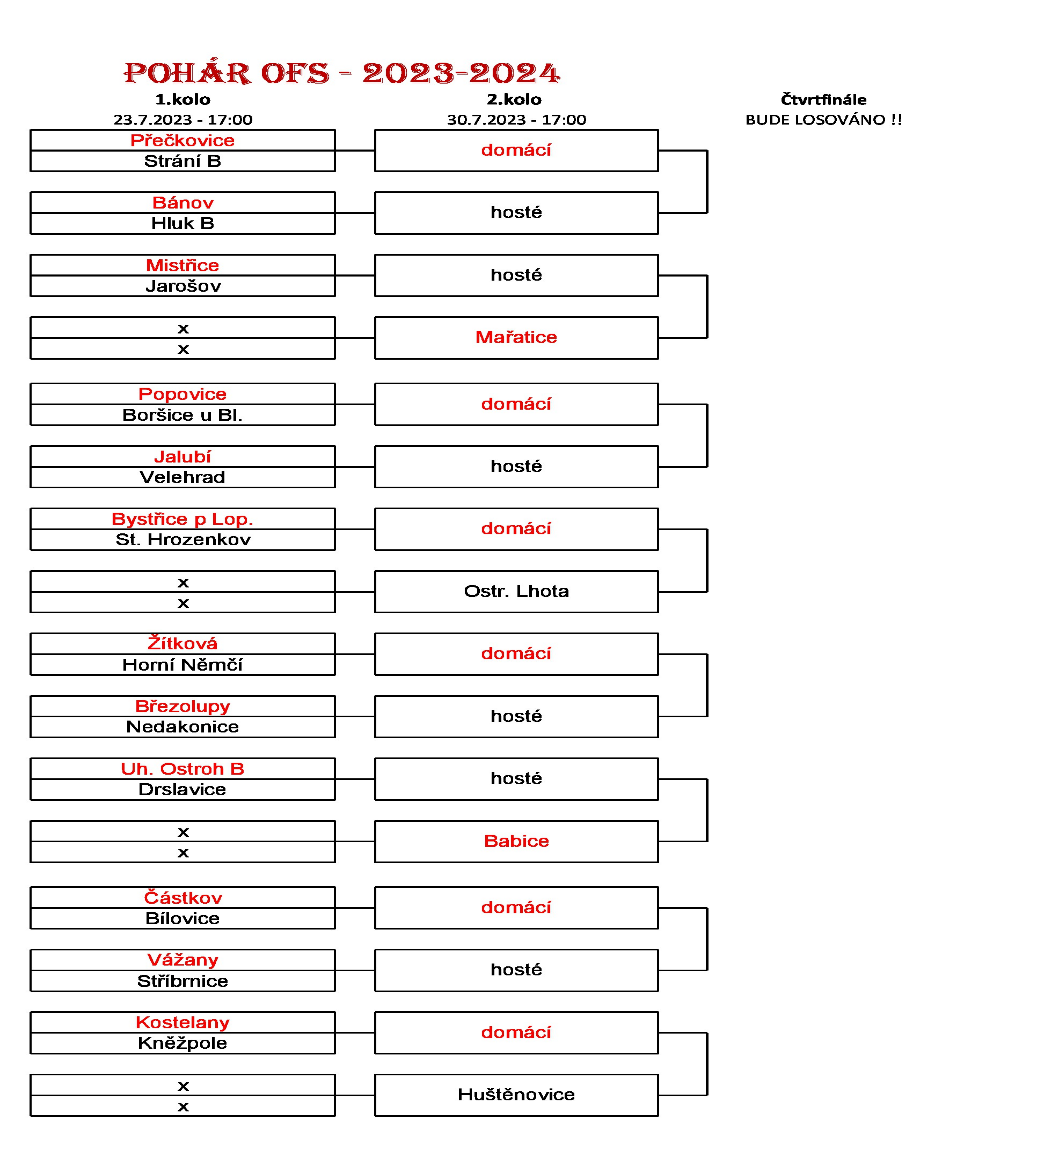 POHÁR OFS - 2023-2024
1.kolo
2.kolo
Čtvrtfinále
23.7.2023 - 17:00
30.7.2023 - 17:00
BUDE LOSOVÁNO !!
Přečkovice
Strání B
domácí
Bánov
Hluk B
hosté
Mistřice
Jarošov
hosté
x
x
Mařatice
Popovice
Boršice u Bl.
domácí
Jalubí
Velehrad
hosté
Bystřice p Lop.
St. Hrozenkov
domácí
x
x
Ostr. Lhota
Žítková
Horní Němčí
domácí
Březolupy
Nedakonice
hosté
Uh. Ostroh B
Drslavice
hosté
x
x
Babice
Částkov
Bílovice
domácí
Vážany
Stříbrnice
hosté
Kostelany
Kněžpole
domácí
x
x
Huštěnovice